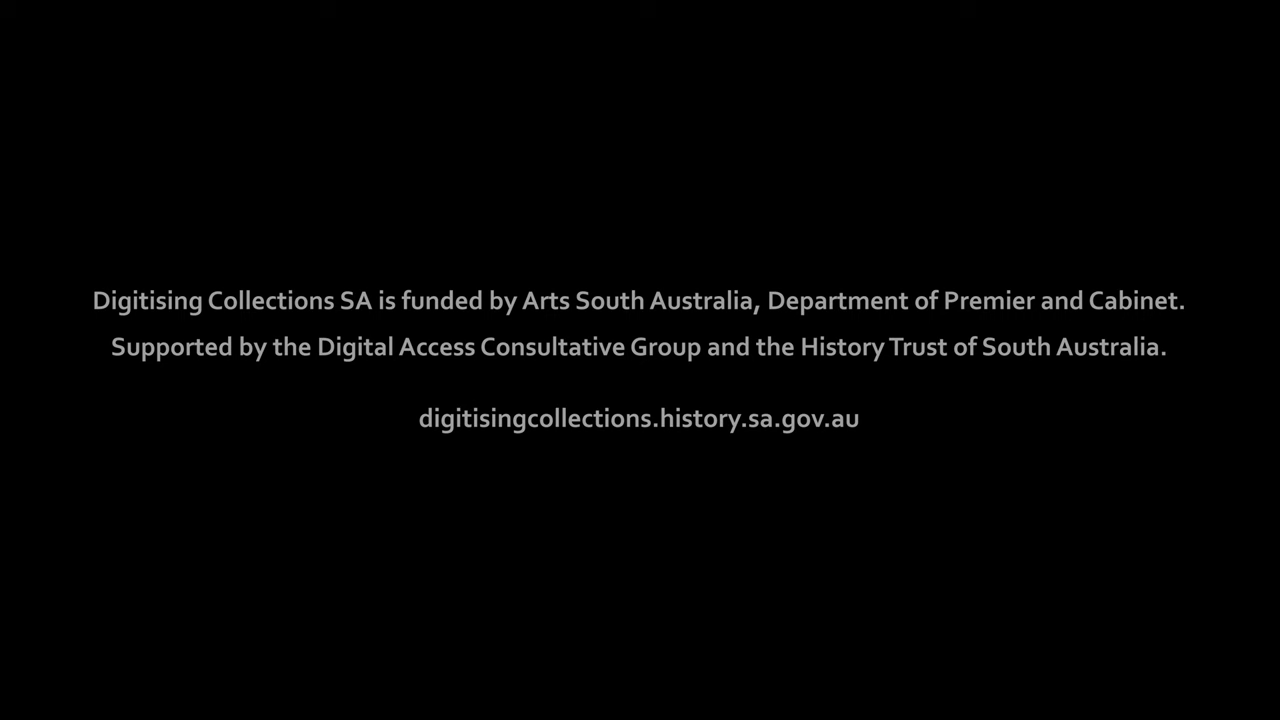 Digitising Collections SA is funded by Arts South Australia, Department of Premier and Cabinet.
Supported by the Digital Access Consultative Group and the History Trust of South Australia.
digitisingcollections.history.sa.gov.au